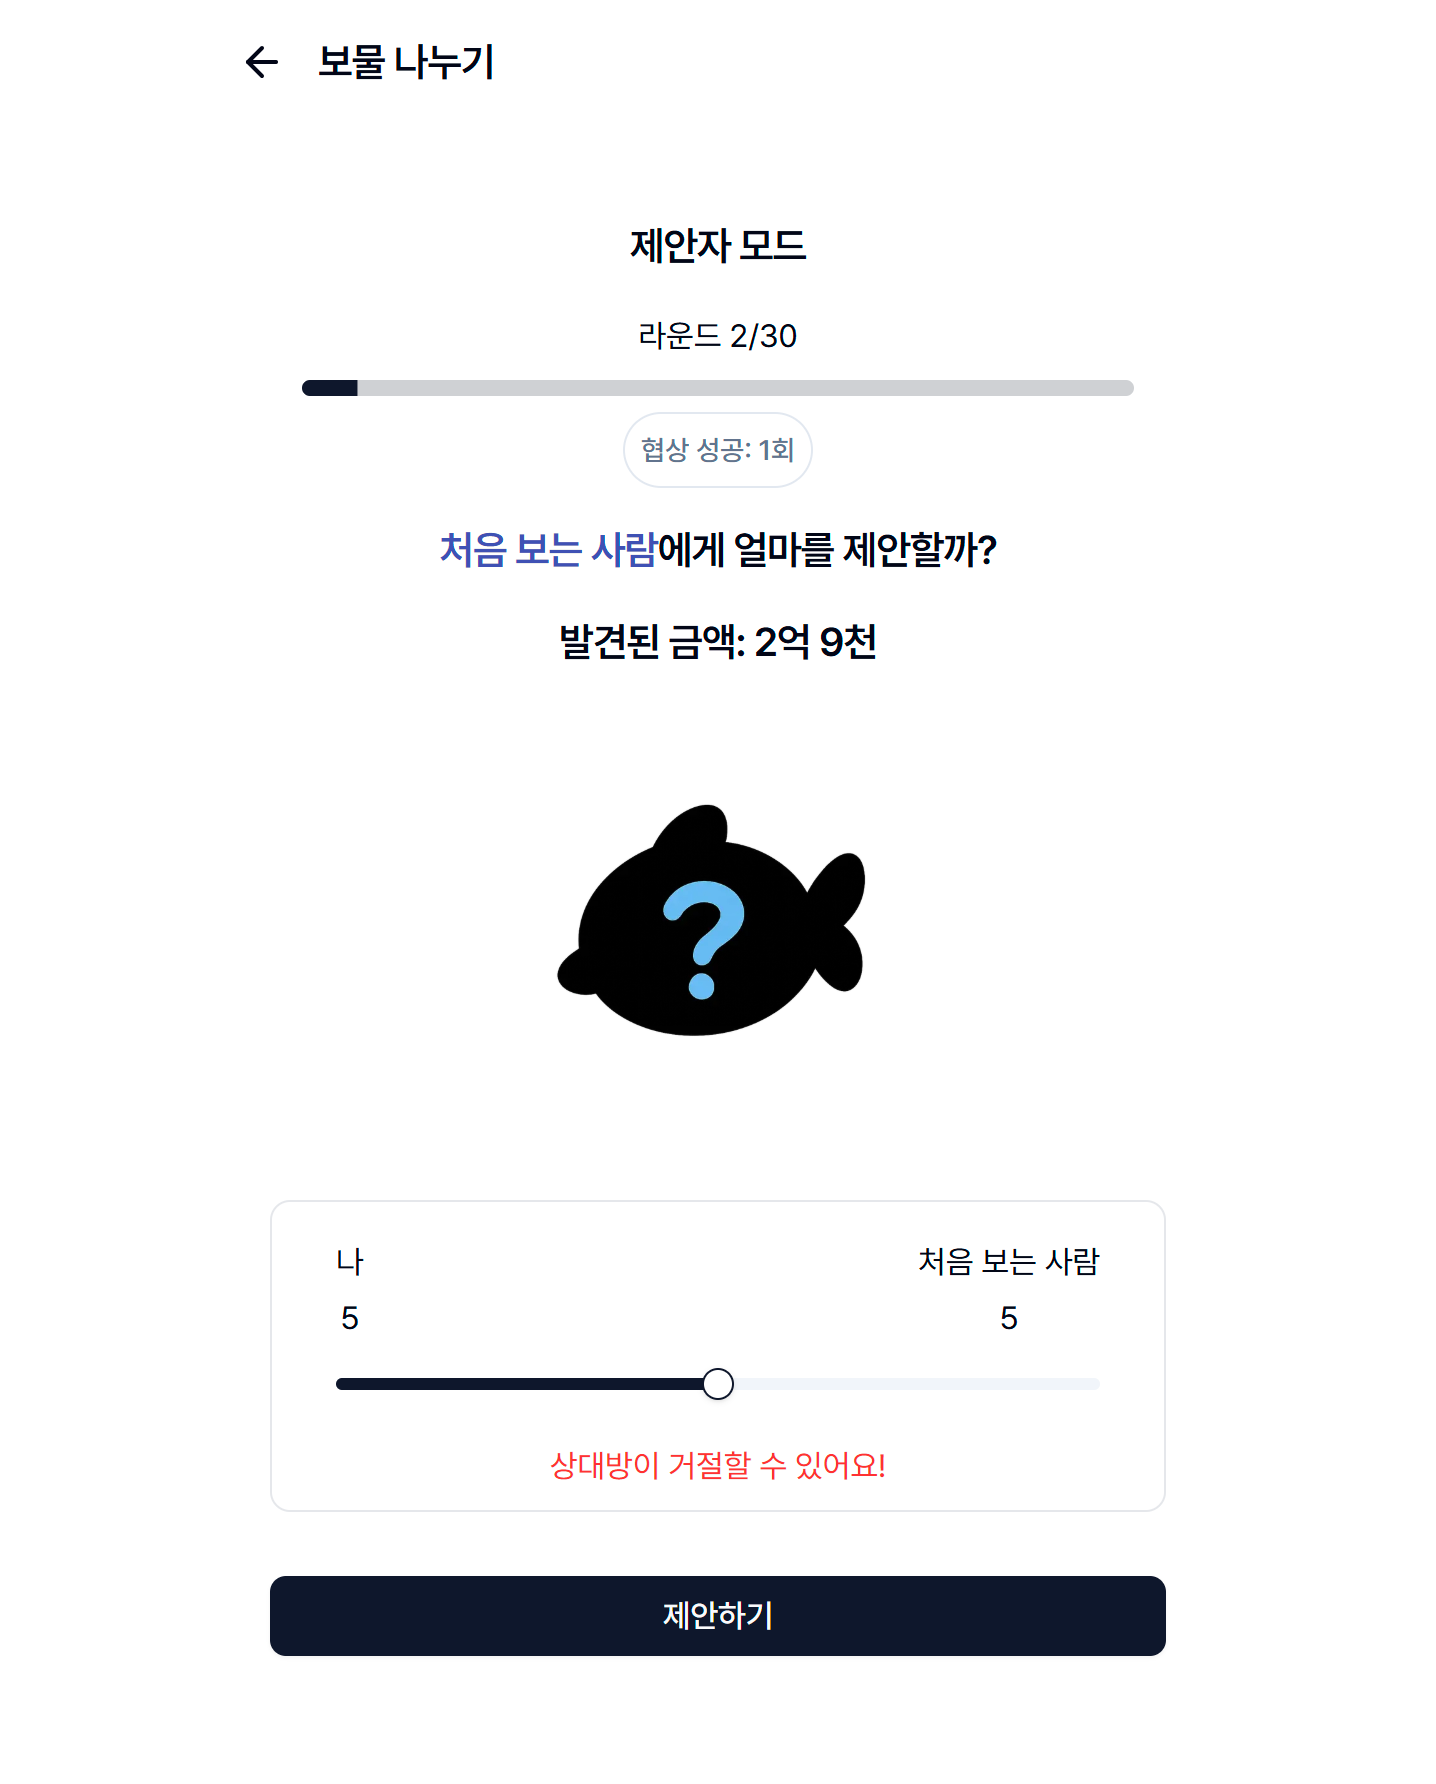 보물 나누기
제안자 모드
라운드 2/30
협상 성공: 1회
처음 보는 사람에게 얼마를 제안할까?
발견된 금액: 2억 9천
?
나
처음 보는 사람
5
5
상대방이 거절할 수 있어요!
제안하기